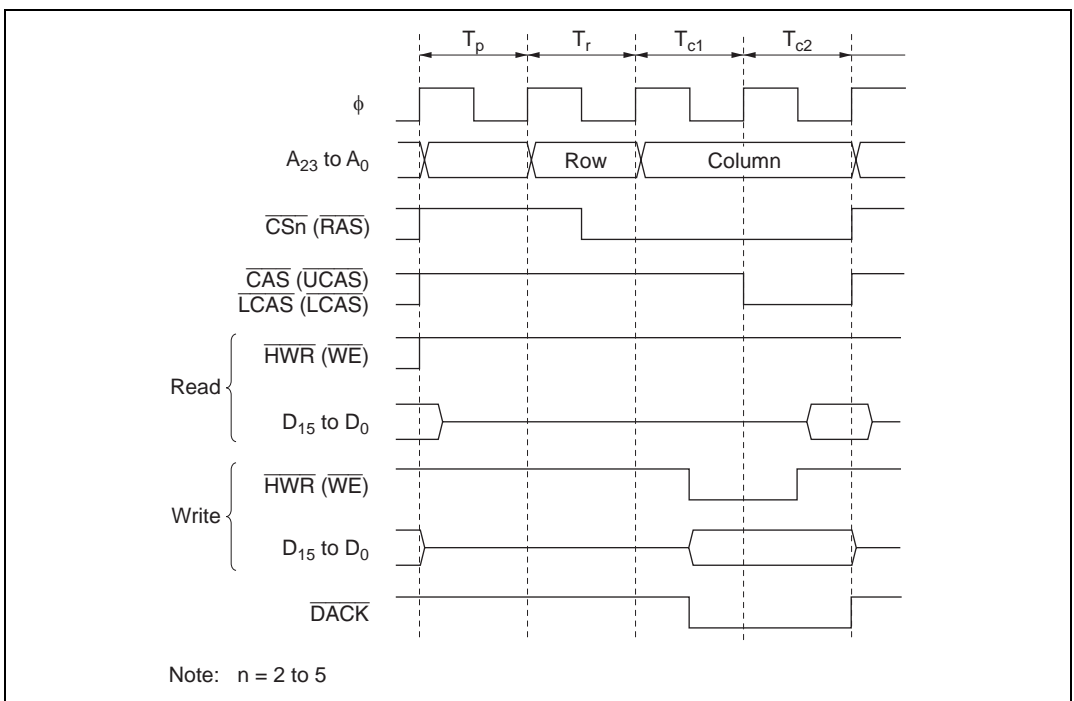 Tp Tr Tc1 Tc2
φ
A23 to A0 Row Column
CSn (RAS)
CAS (UCAS)
LCAS (LCAS)
Read
HWR (WE)
D15 to D0
Write
HWR (WE)
D15 to D0
DACK
Note: n = 2 to 5